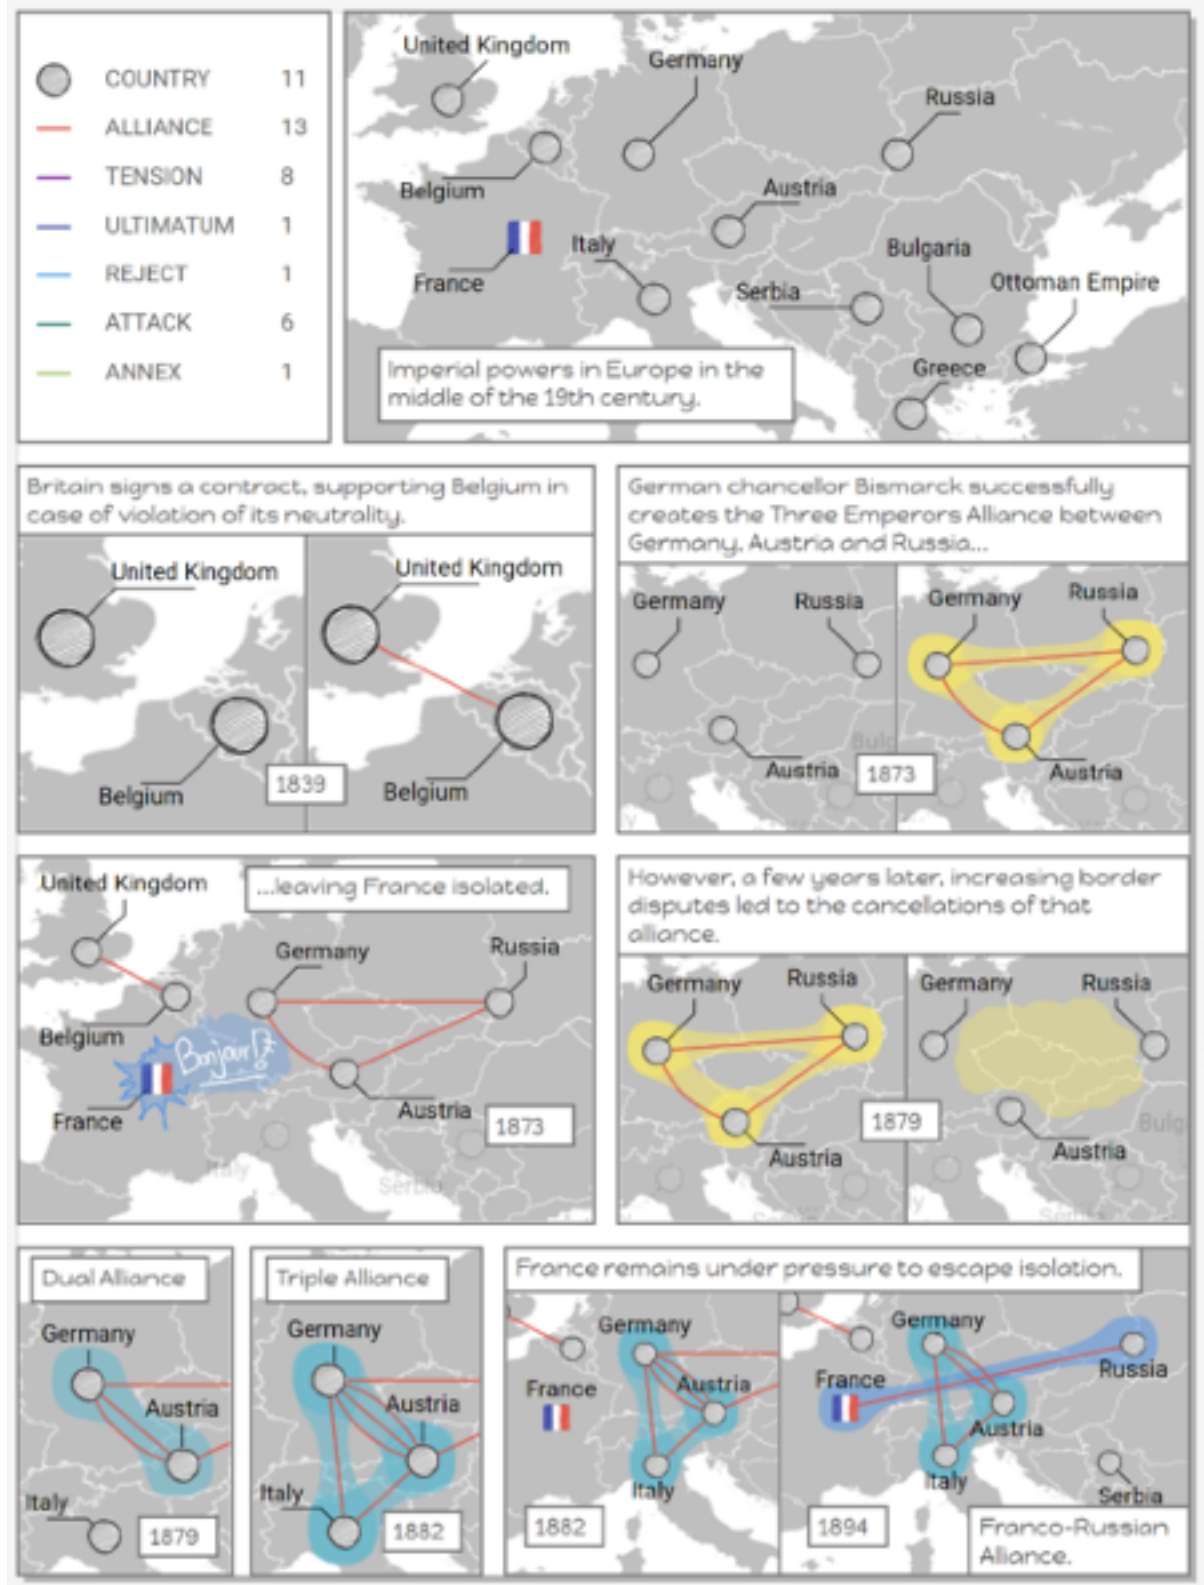 COUNTRY 11
ALLIANCE 13
TENSION 8
ULTIMATUM 1
REJECT 1
ATTACK 6
ANNEX 1
United Kingdom
Germany
Russia
Belgium
Austria
France
Italy
Bulgaria
Serbia
Ottoman Empire
Greece
Imperial powers in Europe in the
middle of the 19th century.
Britain signs a contract, supporting Belgium in
case of violation of its neutrality.
United Kingdom
Belgium
1839
United Kingdom
Belgium
German chancellor Bismarck successfully
creates the Three Emperors Alliance between
Germany, Austria and Russia...
Germany
Russia
Bulg
Austria
1873
Germany
Russia
Austria
...leaving France isolated.
United Kingdom
Germany
Russia
Belgium
Bonjour!?
France
Austria
1873
Italy
Serbia
However, a few years later, increasing border
disputes led to the cancellations of that
alliance.
Germany
Russia
Austria
1879
Germany
Russia
Bulg
Austria
Dual Alliance
Germany
Austria
Italy
1879
Triple Alliance
Germany
Austria
Italy
1882
France remains under pressure to escape isolation.
Germany
France
Austria
Italy
1882
Germany
France
Russia
Austria
Italy
Serbia
1894
Franco-Russian
Alliance.